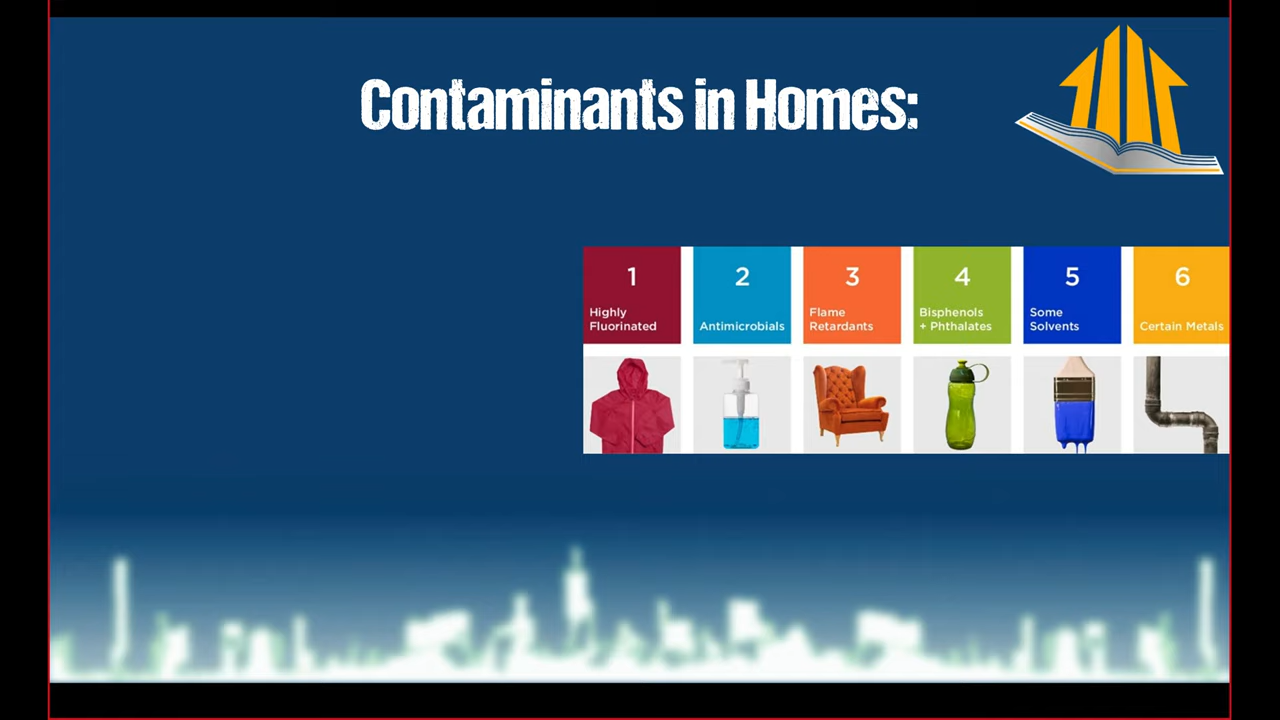 Contaminants in Homes:
1
Highly
Fluorinated
2
Antimicrobials
3
Flame
Retardants
4
Bisphenols
+ Phthalates
5
Some
Solvents
6
Certain Metals